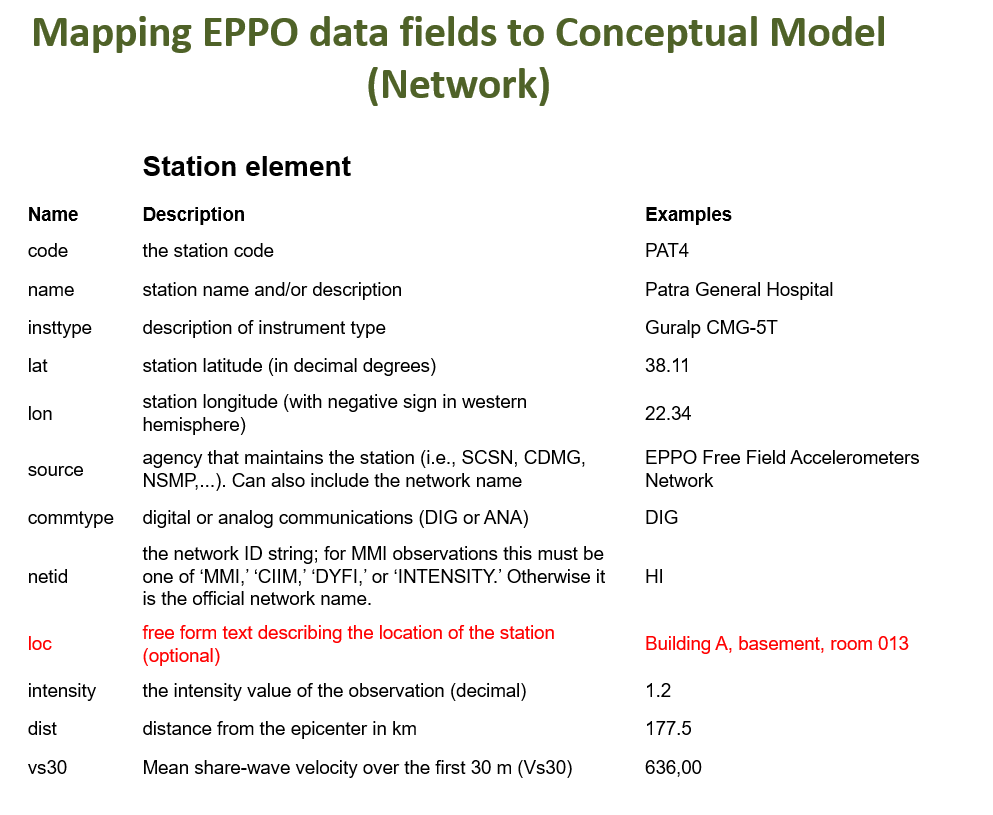 Mapping EPPO data fields to Conceptual Model
(Network)
Station element
Name Description Examples
code the station code PAT4
name station name and/or description Patra General Hospital
insttype description of instrument type Guralp CMG-5T
lat station latitude (in decimal degrees) 38.11
lon station longitude (with negative sign in western
hemisphere) 22.34
source agency that maintains the station (i.e., SCSN, CDMG,
NSMP,...). Can also include the network name EPPO Free Field Accelerometers
Network
commtype digital or analog communications (DIG or ANA) DIG
netid the network ID string; for MMI observations this must be
one of ‘MMI,’ ‘CIIM,’ ‘DYFI,’ or ‘INTENSITY.’ Otherwise it
is the official network name. HI
loc free form text describing the location of the station
(optional) Building A, basement, room 013
intensity the intensity value of the observation (decimal) 1.2
dist distance from the epicenter in km 177.5
vs30 Mean share-wave velocity over the first 30 m (Vs30) 636,00